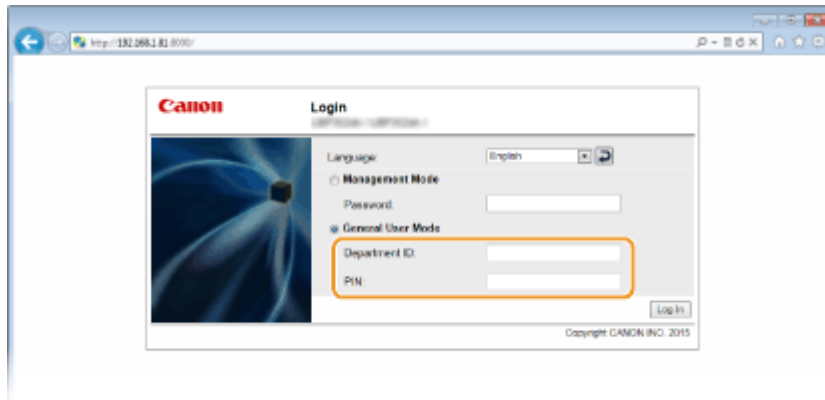 http://192.168.1.81:8000/
Canon
Login
Language:
English
Management Mode
Password:
General User Mode
Department ID:
PIN:
Log In
Copyright CANON INC. 2015